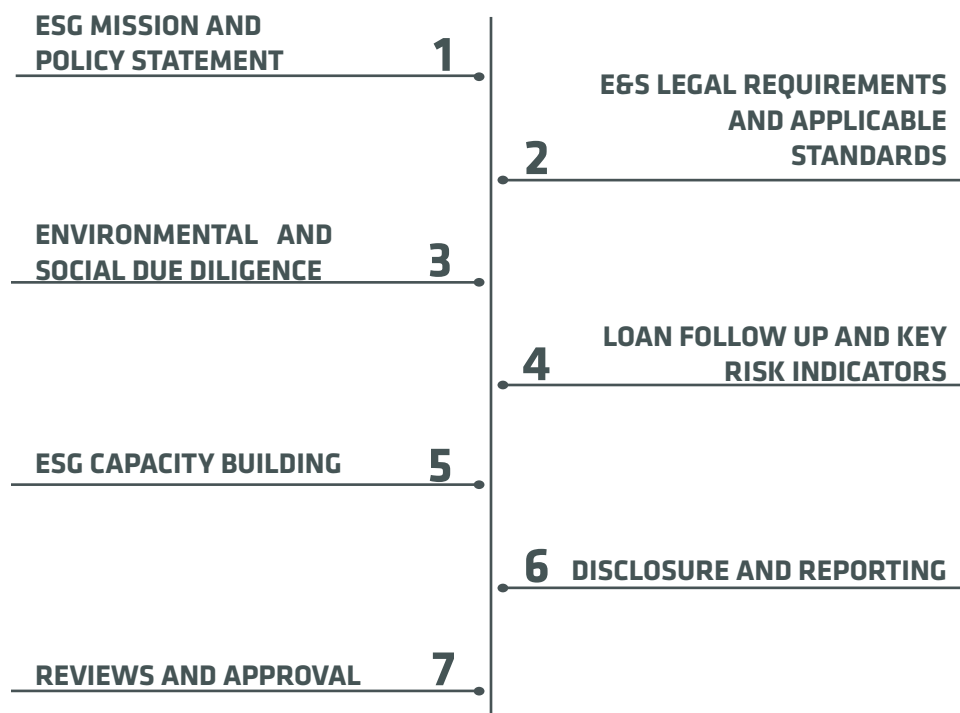 ESG MISSION AND
POLICY STATEMENT
1
E&S LEGAL REQUIREMENTS
AND APPLICABLE
STANDARDS
2
ENVIRONMENTAL AND
SOCIAL DUE DILIGENCE
3
LOAN FOLLOW UP AND KEY
RISK INDICATORS
4
ESG CAPACITY BUILDING
5
6 DISCLOSURE AND REPORTING
REVIEWS AND APPROVAL
7